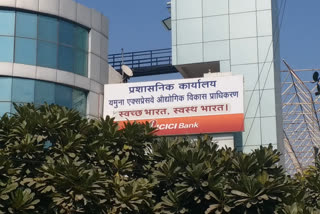 प्रशासनिक कार्यालय
यमुना एक्सप्रेसवे औद्योगिक विकास प्राधिकरण
"स्वच्छ भारत, स्वस्थ भारत।
ICICI Bank